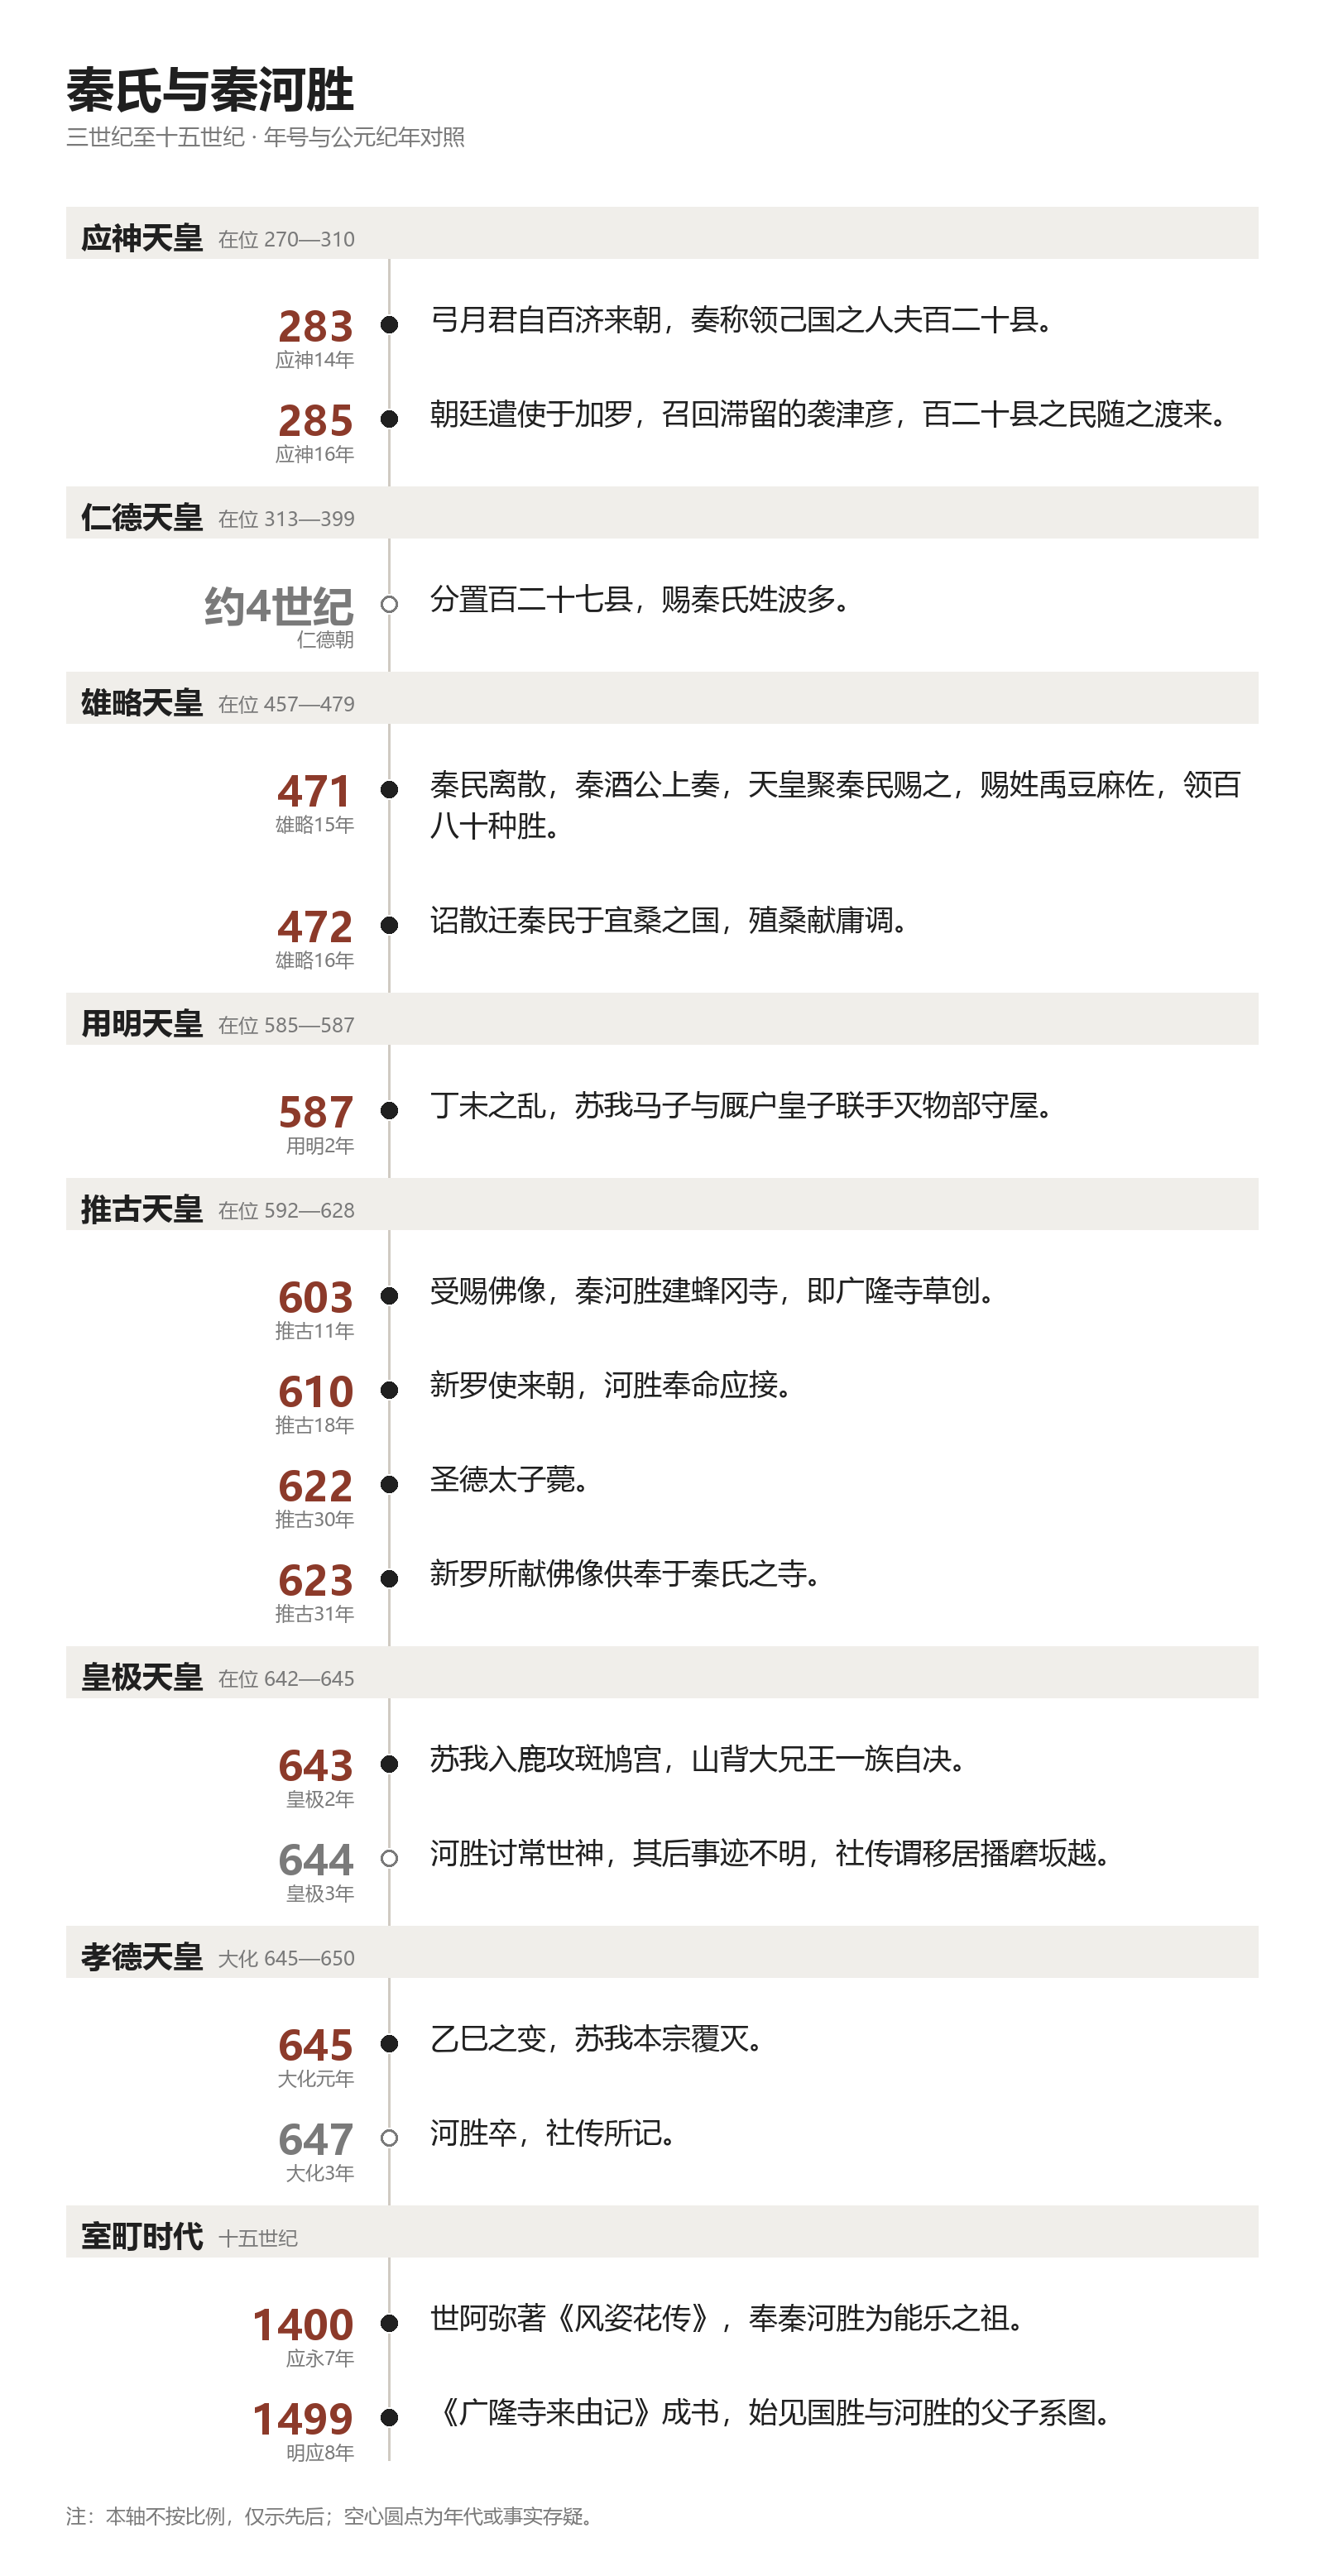 秦氏与秦河胜
三世纪至十五世纪 · 年号与公元纪年对照
应神天皇 在位 270—310
283 弓月君自百济来朝，奏称领己国之人夫百二十县。
应神14年
285 朝廷遣使于加罗，召回滞留的袭津彦，百二十县之民随之渡来。
应神16年
仁德天皇 在位 313—399
约4世纪 分置百二十七县，赐秦氏姓波多。
仁德朝
雄略天皇 在位 457—479
471 秦民离散，秦酒公上奏，天皇聚秦民赐之，赐姓禹豆麻佐，领百
雄略15年 八十种胜。
472 诏散迁秦民于宜桑之国，殖桑献庸调。
雄略16年
用明天皇 在位 585—587
587 丁未之乱，苏我马子与厩户皇子联手灭物部守屋。
用明2年
推古天皇 在位 592—628
603 受赐佛像，秦河胜建蜂冈寺，即广隆寺草创。
推古11年
610 新罗使来朝，河胜奉命应接。
推古18年
622 圣德太子薨。
推古30年
623 新罗所献佛像供奉于秦氏之寺。
推古31年
皇极天皇 在位 642—645
643 苏我入鹿攻斑鸠宫，山背大兄王一族自决。
皇极2年
644 河胜讨常世神，其后事迹不明，社传谓移居播磨坂越。
皇极3年
孝德天皇 大化 645—650
645 乙巳之变，苏我本宗覆灭。
大化元年
647 河胜卒，社传所记。
大化3年
室町时代 十五世纪
1400 世阿弥著《风姿花传》，奉秦河胜为能乐之祖。
应永7年
1499 《广隆寺来由记》成书，始见国胜与河胜的父子系图。
明应8年
注：本轴不按比例，仅示先后；空心圆点为年代或事实存疑。